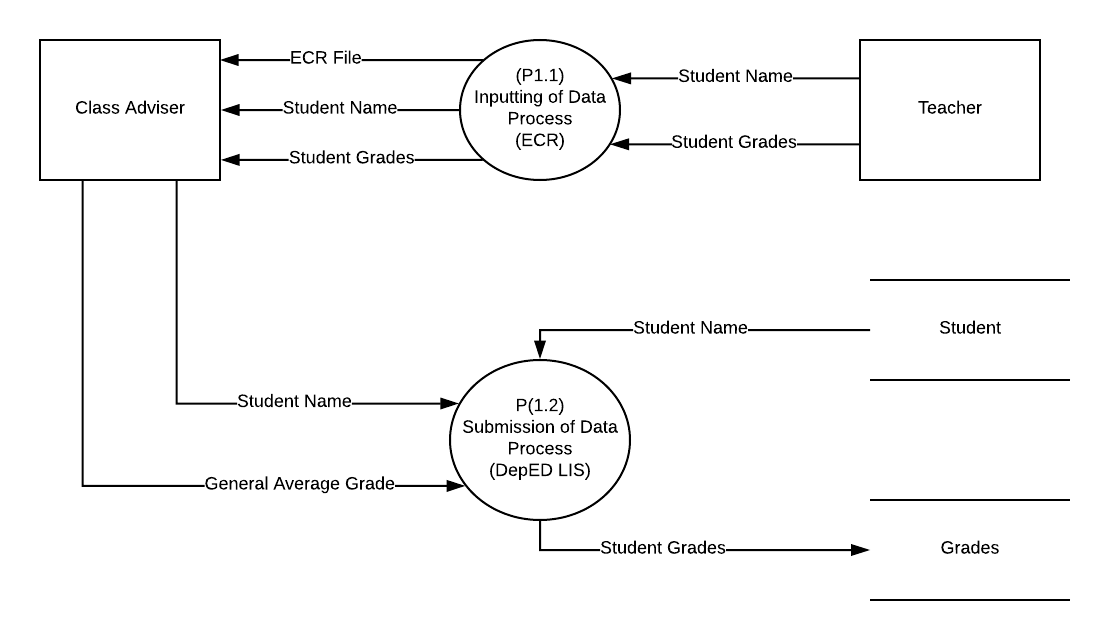 ECR File
(P1.1)
Student Name
Inputting of Data
Class Adviser
Student Name
Process
Teacher
(ECR)
Student Grades
Student Grades
Student Name
Student
Student Name
P(1.2)
Submission of Data
Process
(DepED LIS)
General Average Grade
Student Grades
Grades